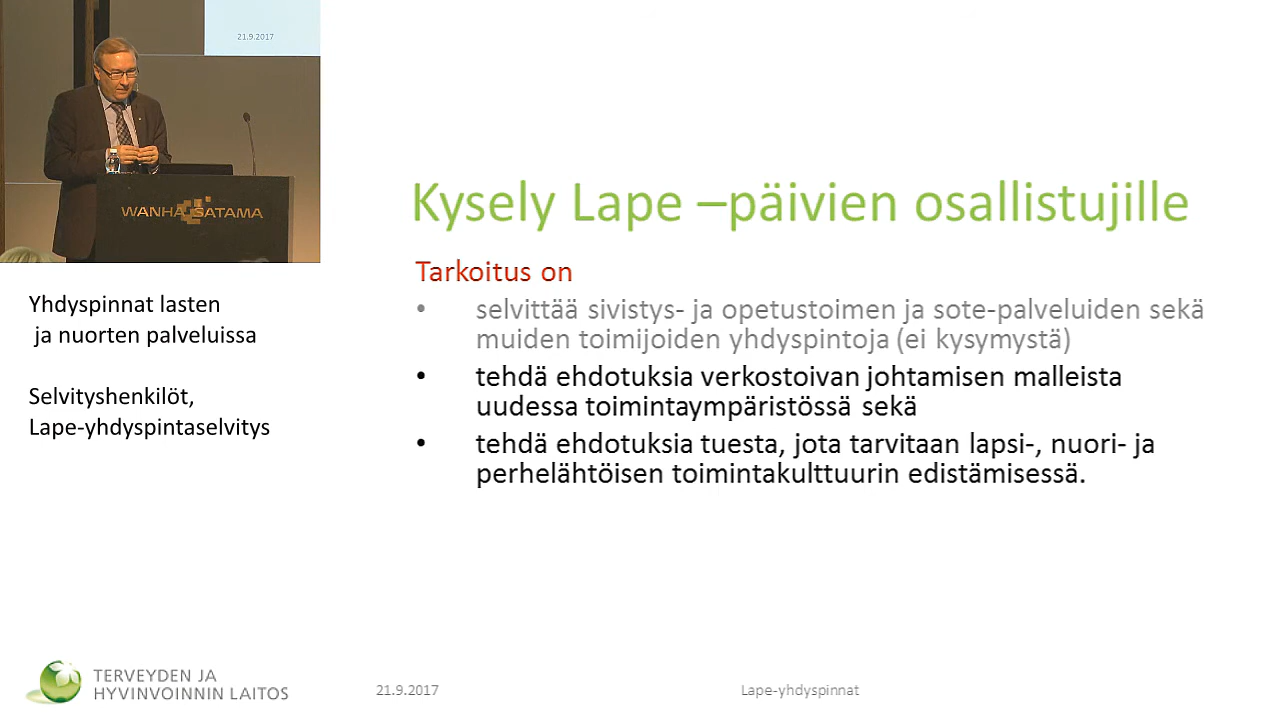 21.9.2017
WANHA SATAMA
Yhdyspinnat lasten
ja nuorten palveluissa
Selvityshenkilöt,
Lape-yhdyspintaselvitys
Kysely Lape –päivien osallistujille
Tarkoitus on
• selvittää sivistys- ja opetustoimen ja sote-palveluiden sekä
muiden toimijoiden yhdyspintoja (ei kysymystä)
• tehdä ehdotuksia verkostoivan johtamisen malleista
uudessa toimintaympäristössä sekä
• tehdä ehdotuksia tuesta, jota tarvitaan lapsi-, nuori- ja
perhelähtöisen toimintakulttuurin edistämisessä.
TERVEYDEN JA
HYVINVOINNIN LAITOS
21.9.2017
Lape-yhdyspinnat